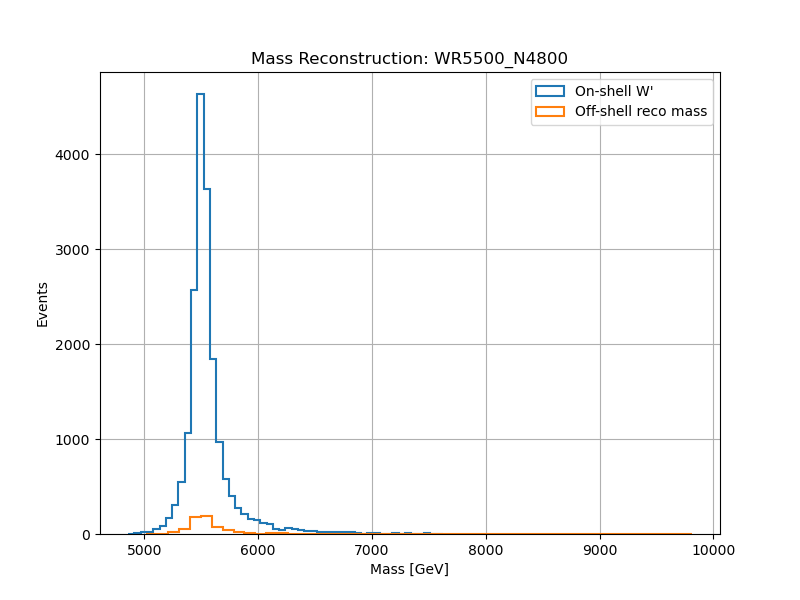 Mass Reconstruction: WR5500_N4800
On-shell W'
Off-shell reco mass
Events
4000
3000
2000
1000
0
5000 6000 7000 8000 9000 10000
Mass [GeV]